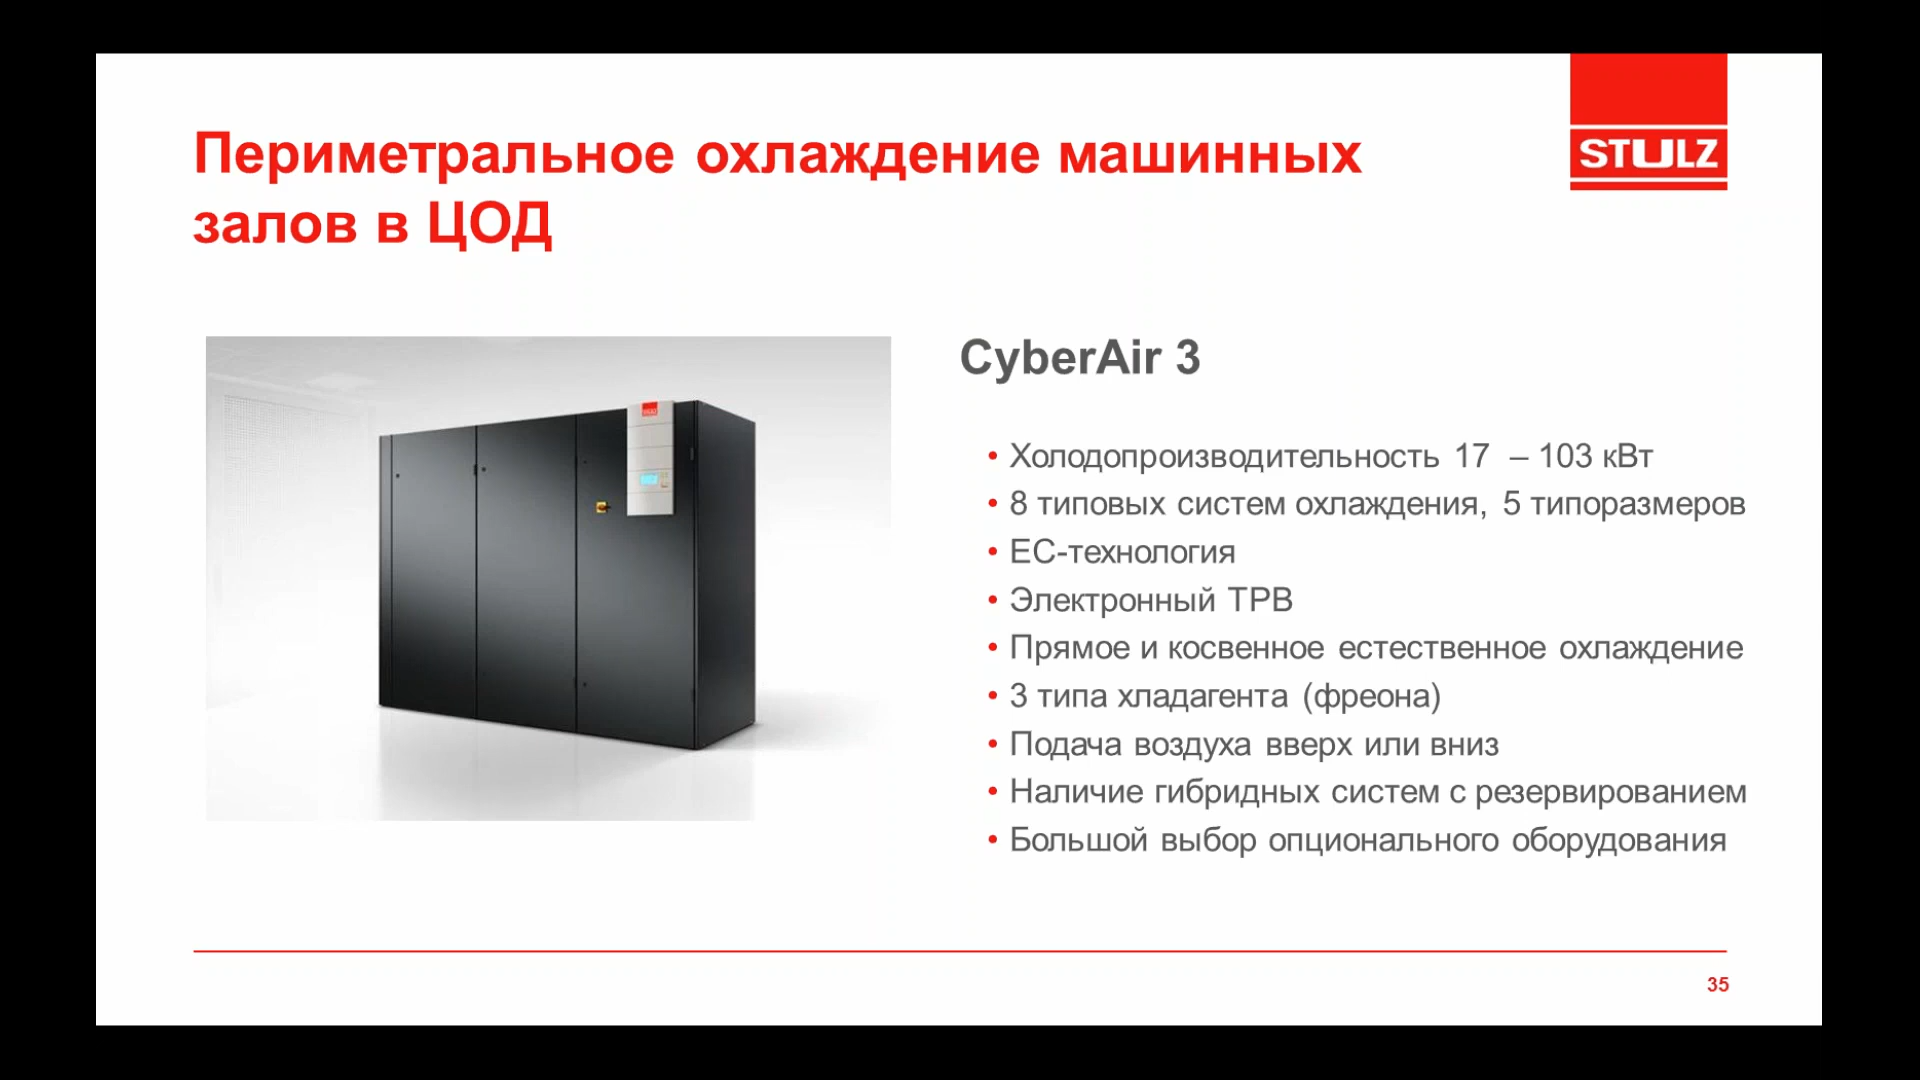 Периметральное охлаждение машинных
залов в ЦОД
STULZ
CyberAir 3
• Холодопроизводительность 17 – 103 кВт
• 8 типовых систем охлаждения, 5 типоразмеров
• ЕС-технология
• Электронный ТРВ
• Прямое и косвенное естественное охлаждение
• 3 типа хладагента (фреона)
• Подача воздуха вверх или вниз
• Наличие гибридных систем с резервированием
• Большой выбор опционального оборудования
35